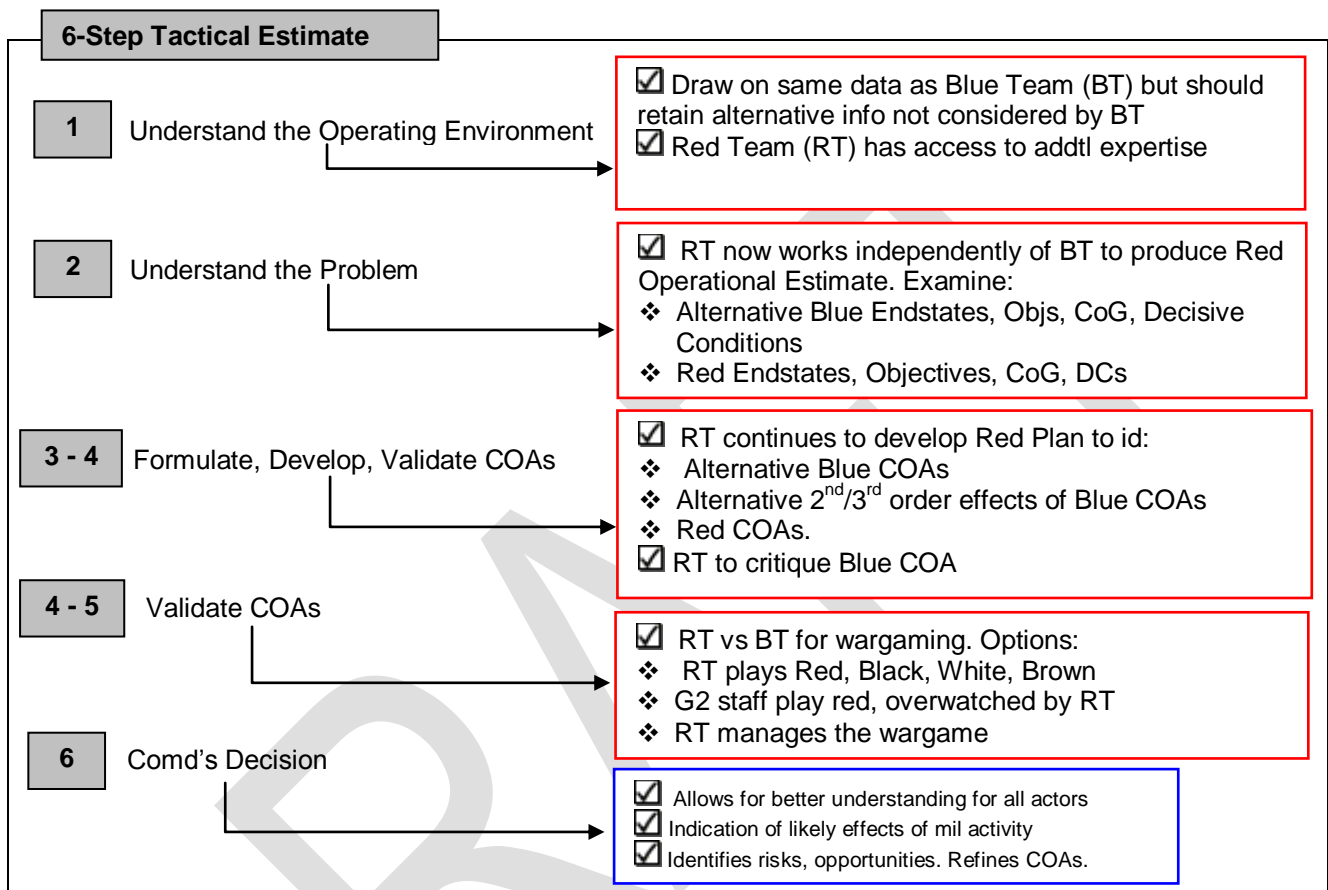 6-Step Tactical Estimate
1
Understand the Operating Environment
☑ Draw on same data as Blue Team (BT) but should
retain alternative info not considered by BT
☑ Red Team (RT) has access to addtl expertise
2
Understand the Problem
☑ RT now works independently of BT to produce Red
Operational Estimate. Examine:
❖ Alternative Blue Endstates, Objs, CoG, Decisive
Conditions
❖ Red Endstates, Objectives, CoG, DCs
3 - 4
Formulate, Develop, Validate COAs
☑ RT continues to develop Red Plan to id:
❖ Alternative Blue COAs
❖ Alternative 2nd/3rd order effects of Blue COAs
❖ Red COAs.
☑ RT to critique Blue COA
4 - 5
Validate COAs
☑ RT vs BT for wargaming. Options:
❖ RT plays Red, Black, White, Brown
❖ G2 staff play red, overwatched by RT
❖ RT manages the wargame
6
Comd's Decision
☑ Allows for better understanding for all actors
☑ Indication of likely effects of mil activity
☑ Identifies risks, opportunities. Refines COAs.